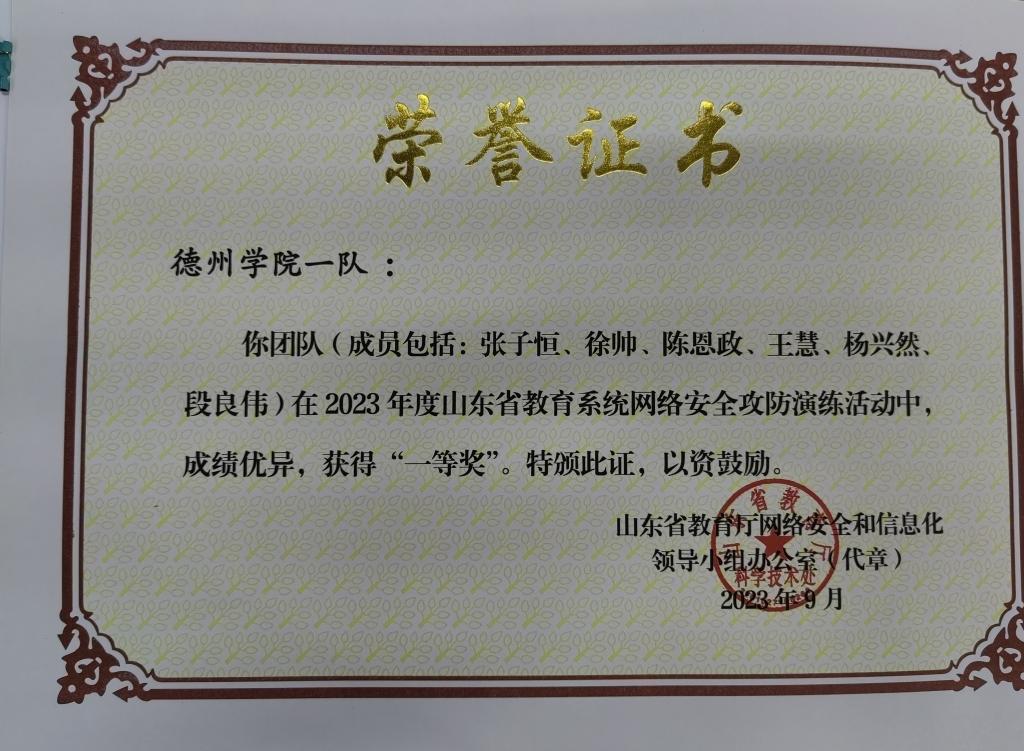 荣誉证书
德州学院一队：
你团队（成员包括：张子恒、徐帅、陈恩政、王慧、杨兴然、
段良伟）在2023年度山东省教育系统网络安全攻防演练活动中，
成绩优异，获得“一等奖”。特颁此证，以资鼓励。
山东省教育厅网络安全和信息化
领导小组办公室（代章）
科学技术处
2023年9月